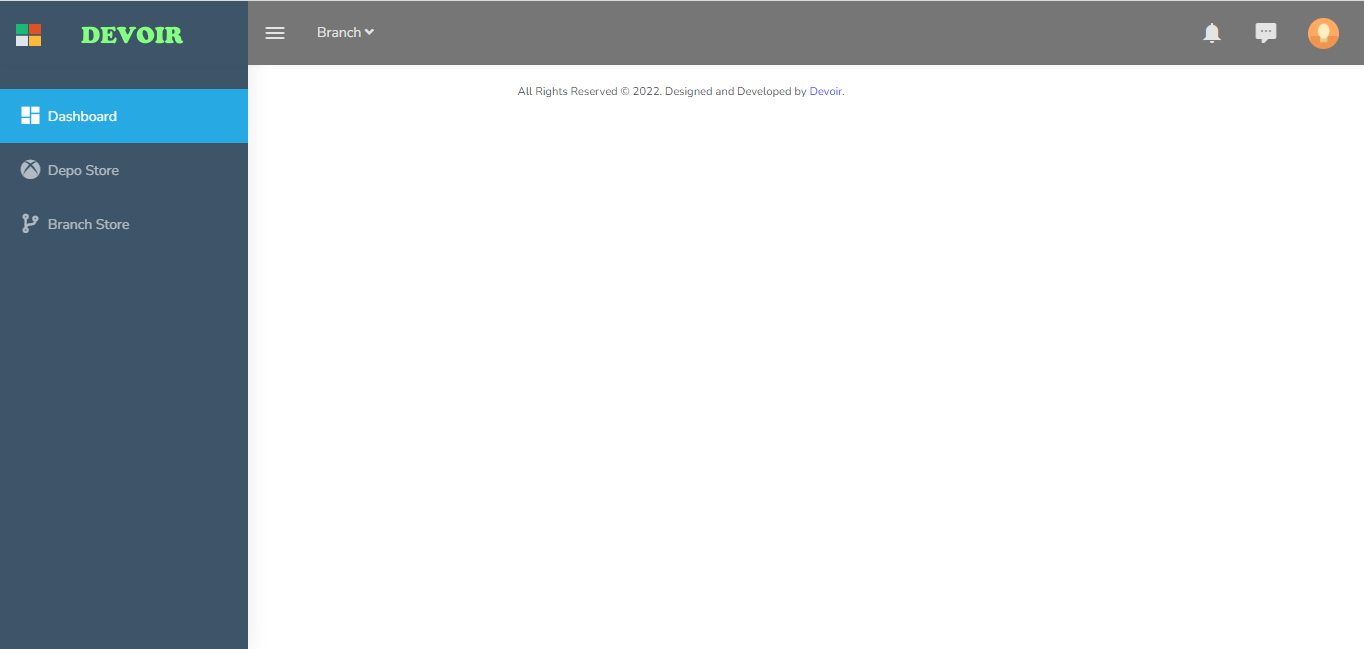 DEVOIR
Branch
Dashboard
Depo Store
Branch Store
All Rights Reserved © 2022. Designed and Developed by Devoir.